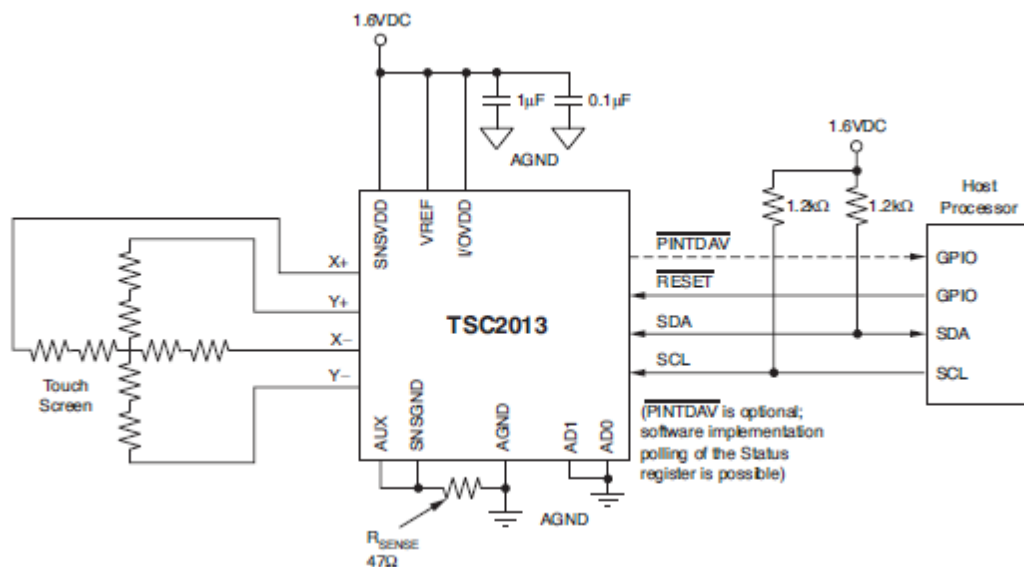 1.6VDC
1µF
0.1µF
AGND
1.6VDC
1.2kΩ
1.2kΩ
Host
Processor
SNSVDD
VREF
I/OVDD
X+
Y+
X−
Y−
TSC2013
PINTDAV
RESET
SDA
SCL
GPIO
GPIO
SDA
SCL
Touch
Screen
AUX
SNSGND
AGND
AD1
AD0
(PINTDAV is optional;
software implementation
polling of the Status
register is possible)
AGND
RSENSE
47Ω